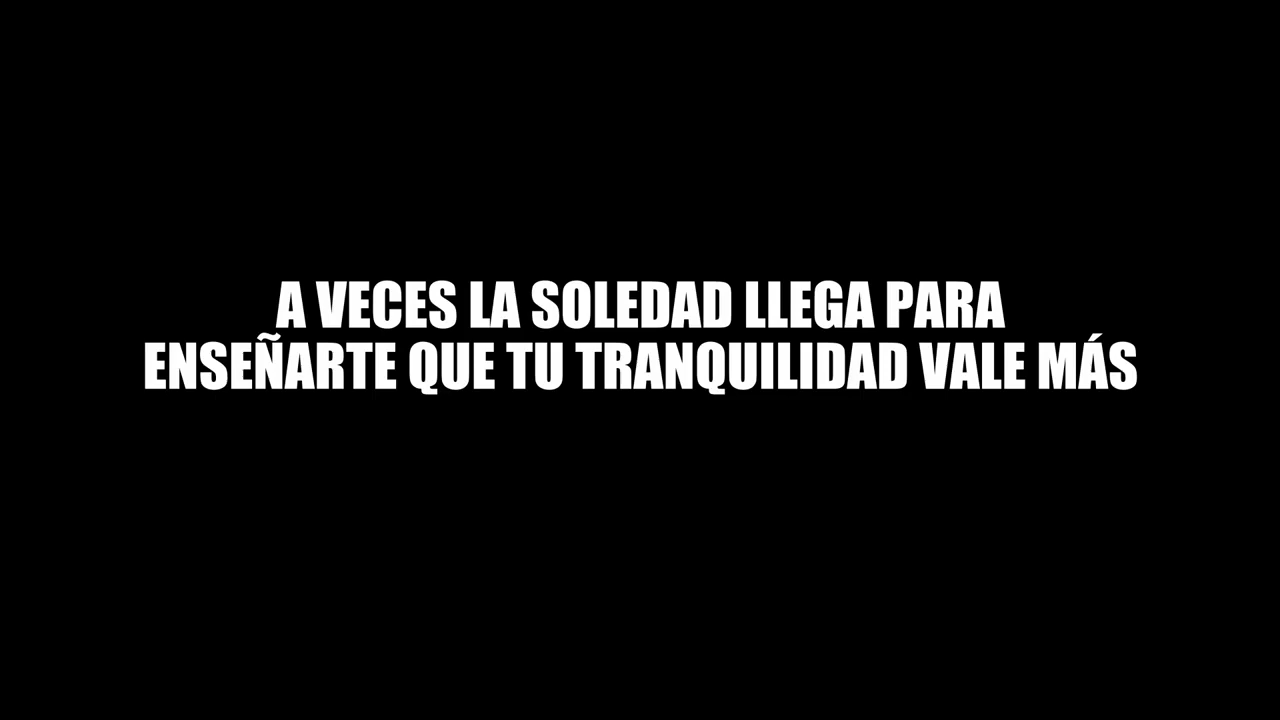 A VECES LA SOLEDAD LLEGA PARA
ENSEÑARTE QUE TU TRANQUILIDAD VALE MÁS